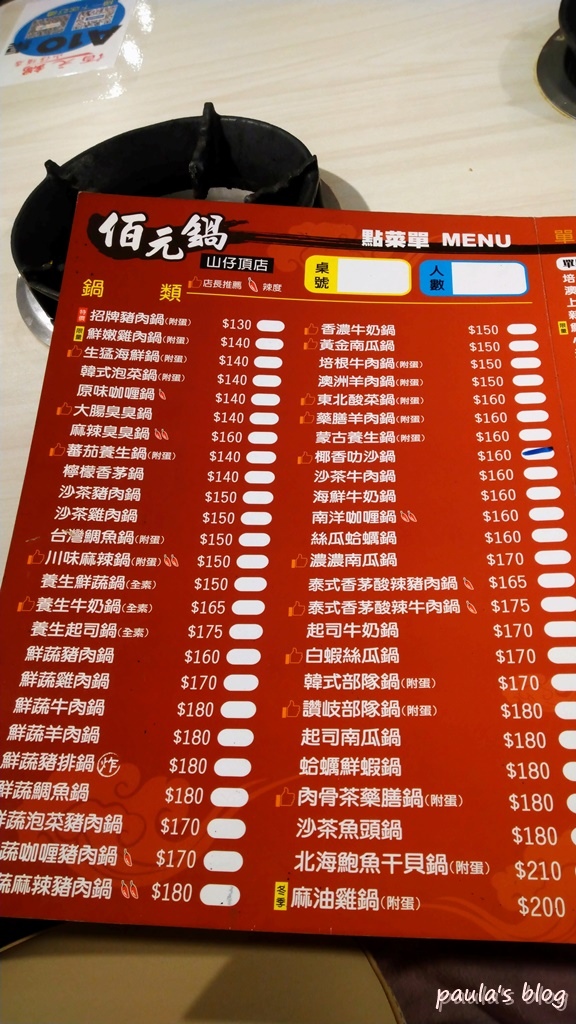 A10
佰元鍋
山仔頂店
點菜單 MENU
桌號
人數
鍋 類
店長推薦 辣度
招牌豬肉鍋(附蛋) $130
鮮嫩雞肉鍋(附蛋) $140
生猛海鮮鍋(附蛋) $140
韓式泡菜鍋(附蛋) $140
原味咖喱鍋 $140
大腸臭臭鍋 $140
麻辣臭臭鍋 $160
蕃茄養生鍋(附蛋) $140
檸檬香茅鍋 $140
沙茶豬肉鍋 $150
沙茶雞肉鍋 $150
台灣鯛魚鍋(附蛋) $150
川味麻辣鍋(附蛋) $150
養生鮮蔬鍋(全素) $150
養生牛奶鍋(全素) $165
養生起司鍋(全素) $175
鮮蔬豬肉鍋 $160
鮮蔬雞肉鍋 $170
鮮蔬牛肉鍋 $180
鮮蔬羊肉鍋 $180
鮮蔬豬排鍋 炸 $180
鮮蔬鯛魚鍋 $180
鮮蔬泡菜豬肉鍋 $170
蔬咖喱豬肉鍋 $170
蔬麻辣豬肉鍋 $180
香濃牛奶鍋 $150
黃金南瓜鍋 $150
培根牛肉鍋(附蛋) $150
澳洲羊肉鍋(附蛋) $150
東北酸菜鍋(附蛋) $160
藥膳羊肉鍋(附蛋) $160
蒙古養生鍋(附蛋) $160
椰香叻沙鍋 $160
沙茶牛肉鍋 $160
海鮮牛奶鍋 $160
南洋咖喱鍋 $160
絲瓜蛤蠣鍋 $160
濃濃南瓜鍋 $170
泰式香茅酸辣豬肉鍋 $165
泰式香茅酸辣牛肉鍋 $175
起司牛奶鍋 $170
白蝦絲瓜鍋 $170
韓式部隊鍋(附蛋) $170
讚岐部隊鍋(附蛋) $180
起司南瓜鍋 $180
蛤蠣鮮蝦鍋 $180
肉骨茶藥膳鍋(附蛋) $180
沙茶魚頭鍋 $180
北海鮑魚干貝鍋(附蛋) $210
麻油雞鍋(附蛋) $200
單
培
澳
上
paula's blog